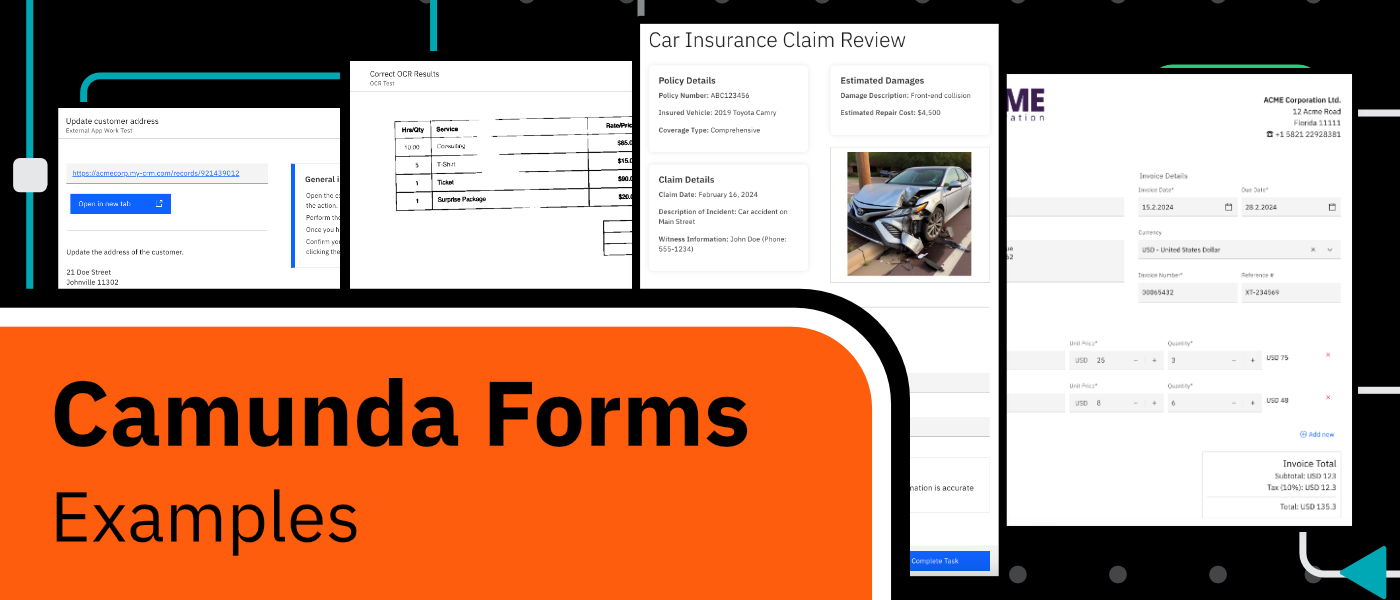 Update customer address
External App Work Test
https://acmecorp.my-crm.com/records/921439012
Open in new tab
Update the address of the customer.
21 Doe Street
Johnville 11302
General i
Open the
the action.
Perform the
Once you h
Confirm yo
clicking the
Correct OCR Results
OCR Test
Hrs/Qty Service Rate/Pric
10.00 Consulting $85.0
5 T-Shirt $15.0
1 Ticket $90.0
1 Surprise Package $20.0
Car Insurance Claim Review
Policy Details
Policy Number: ABC123456
Insured Vehicle: 2019 Toyota Camry
Coverage Type: Comprehensive
Claim Details
Claim Date: February 16, 2024
Description of Incident: Car accident on
Main Street
Witness Information: John Doe (Phone:
555-1234)
Estimated Damages
Damage Description: Front-end collision
Estimated Repair Cost: $4,500
nation is accurate
Complete Task
ME
ation
ACME Corporation Ltd.
12 Acme Road
Florida 11111
☎ +1 5821 22928381
Invoice Details
Invoice Date* Due Date*
15.2.2024 28.2.2024
Currency
USD - United States Dollar
Invoice Number* Reference #
00065432 XT-234569
Unit Price* Quantity*
USD 25 − + 3 − + USD 75
Unit Price* Quantity*
USD 8 − + 6 − + USD 48
Add now
Invoice Total
Subtotal: USD 123
Tax (10%): USD 12.3
Total: USD 135.3
Camunda Forms
Examples